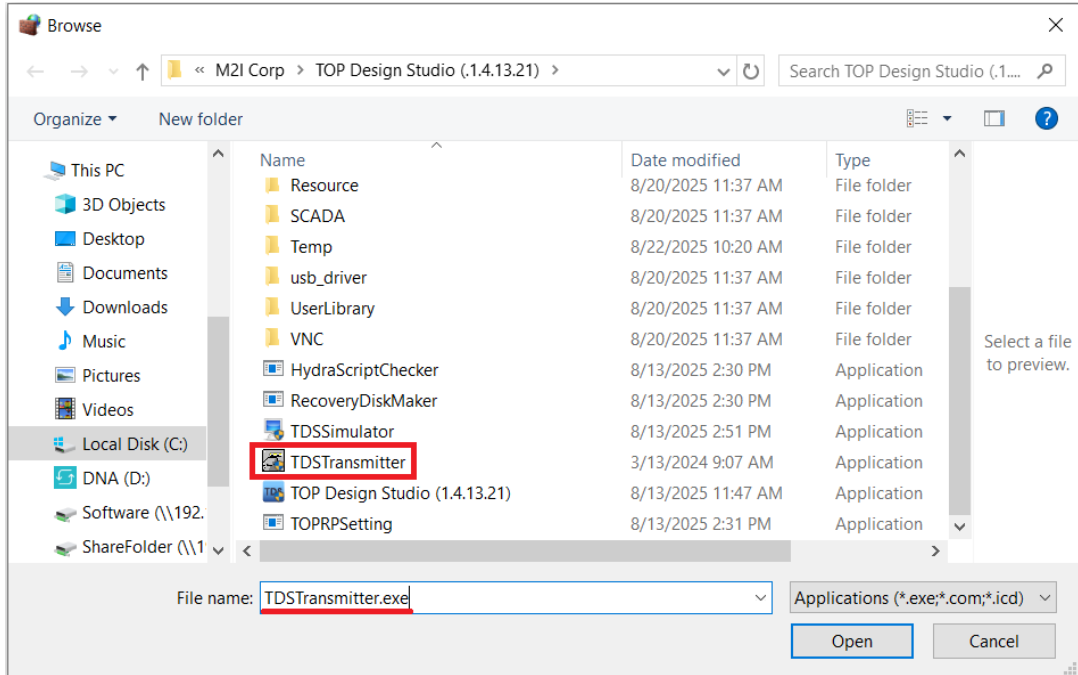 Browse
« M2I Corp > TOP Design Studio (.1.4.13.21) >
Search TOP Design Studio (.1....
Organize
New folder
?
This PC
3D Objects
Desktop
Documents
Downloads
Music
Pictures
Videos
Local Disk (C:)
DNA (D:)
Software (\\192.
ShareFolder (\\1
Name Date modified Type
Resource 8/20/2025 11:37 AM File folder
SCADA 8/20/2025 11:37 AM File folder
Temp 8/22/2025 10:20 AM File folder
usb_driver 8/20/2025 11:37 AM File folder
UserLibrary 8/20/2025 11:37 AM File folder
VNC 8/20/2025 11:37 AM File folder
HydraScriptChecker 8/13/2025 2:30 PM Application
RecoveryDiskMaker 8/13/2025 2:30 PM Application
TDSSimulator 8/13/2025 2:51 PM Application
TDSTransmitter 3/13/2024 9:07 AM Application
TOP Design Studio (1.4.13.21) 8/13/2025 11:47 AM Application
TOPRPSetting 8/13/2025 2:31 PM Application
Select a file
to preview.
File name: TDSTransmitter.exe
Applications (*.exe;*.com;*.icd)
Open
Cancel